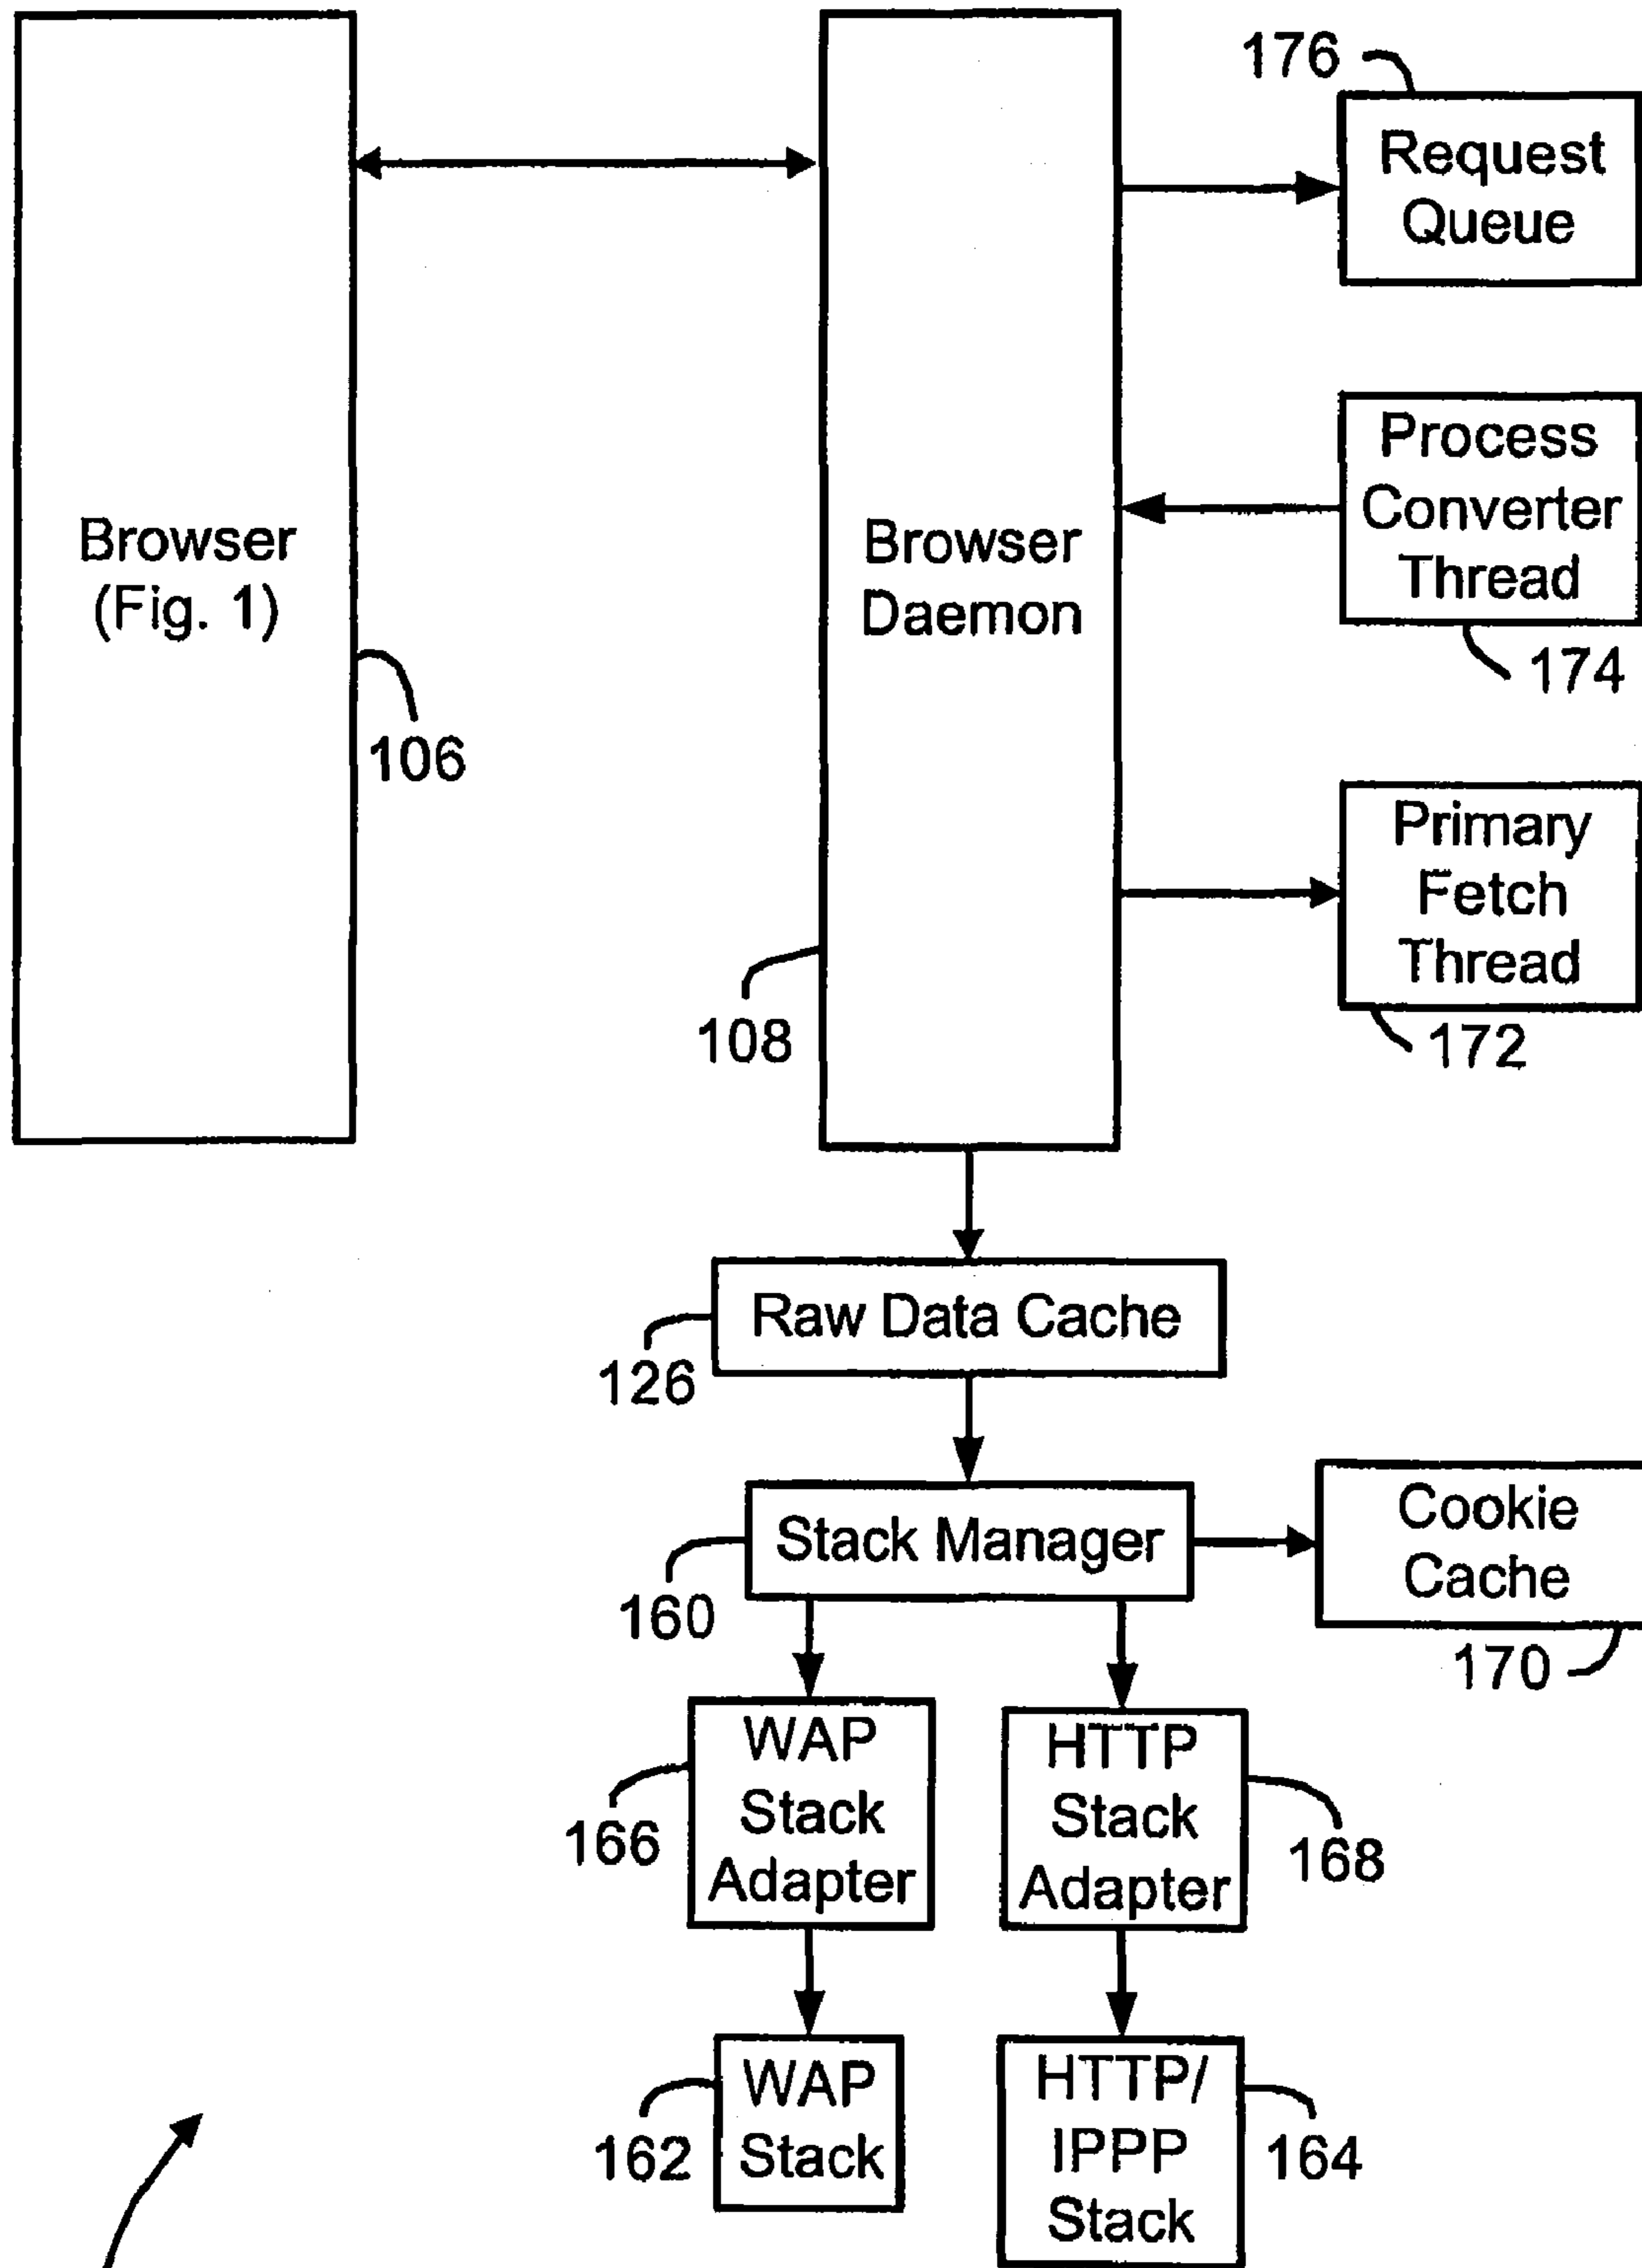 176
Request
Queue
Process
Converter
Thread
174
Browser
(Fig. 1)
106
Browser
Daemon
108
Primary
Fetch
Thread
172
Raw Data Cache
126
Stack Manager
160
Cookie
Cache
170
WAP
Stack
Adapter
166
HTTP
Stack
Adapter
168
WAP
Stack
162
HTTP/
IPPP
Stack
164